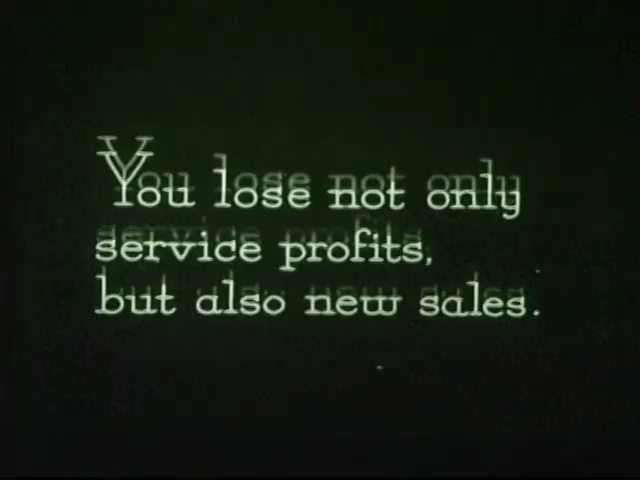 You lose not only
service profits,
but also new sales.